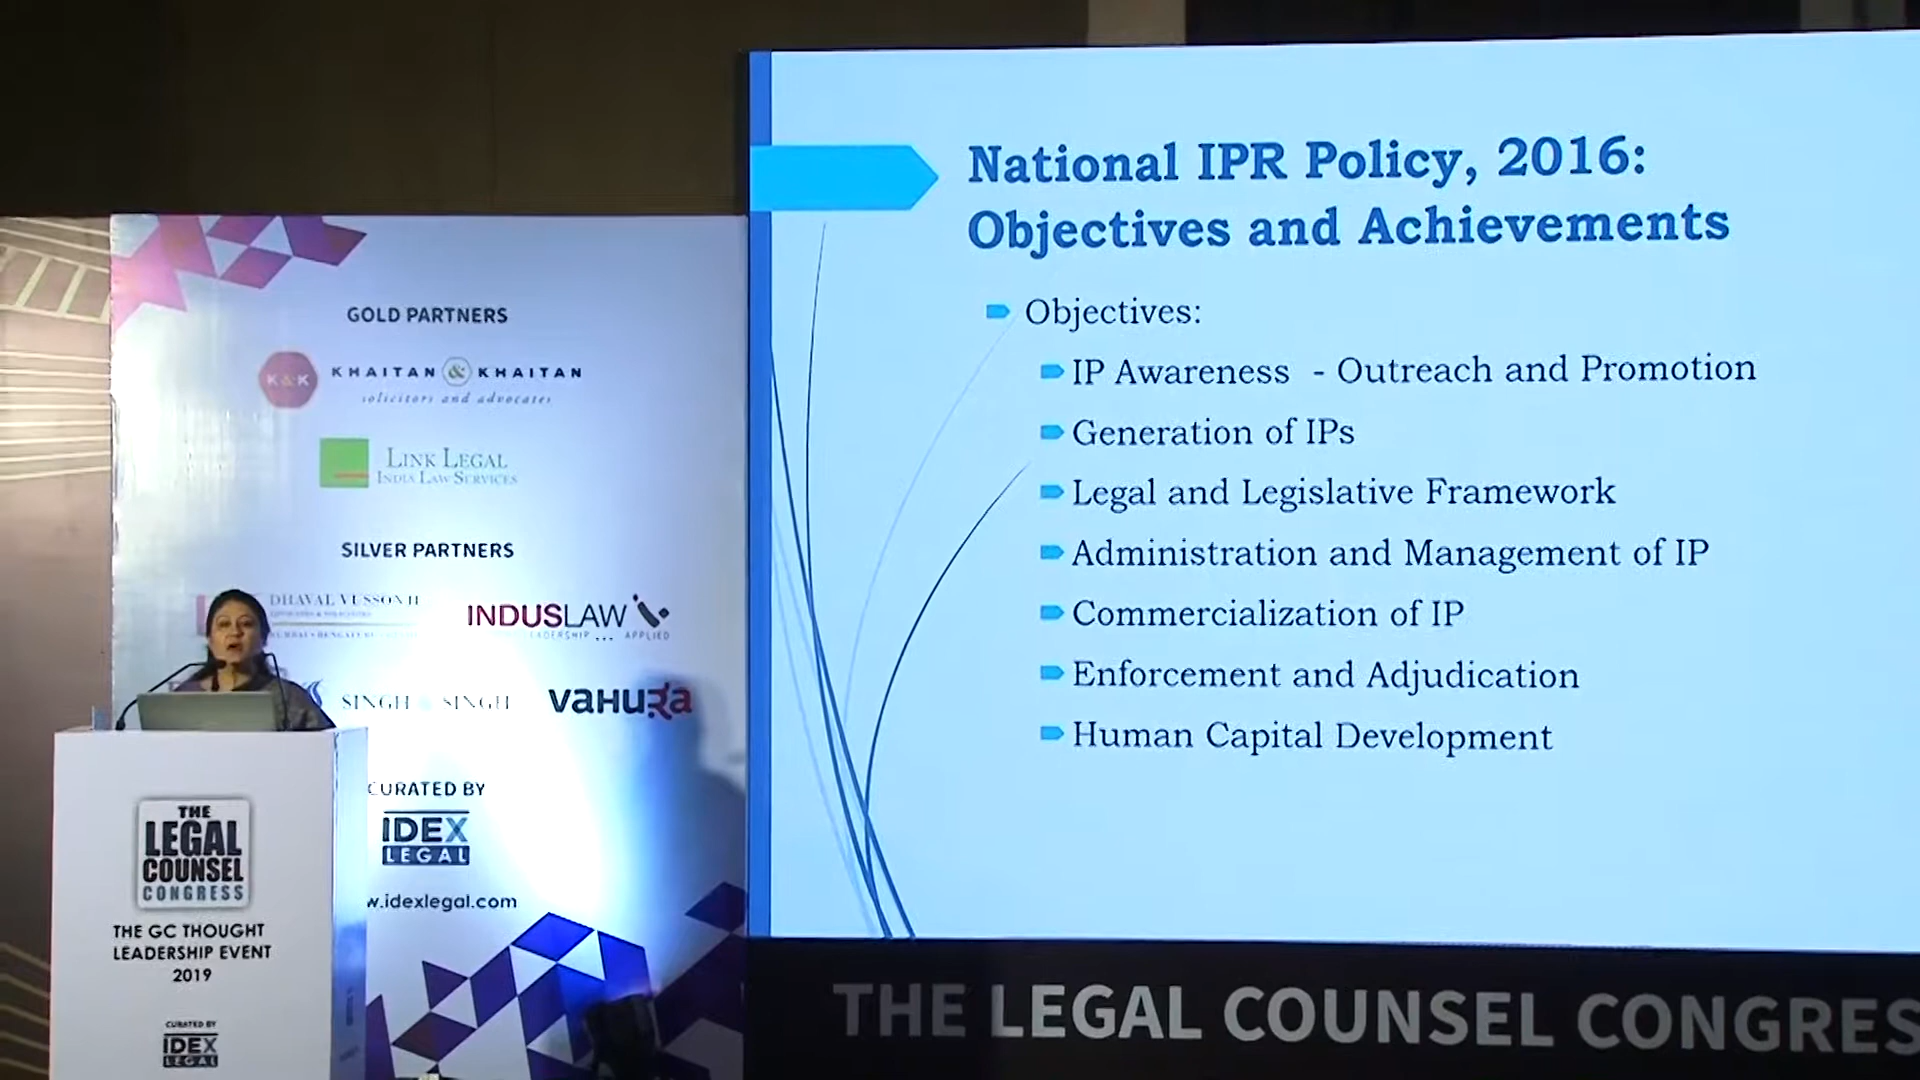 National IPR Policy, 2016:
Objectives and Achievements
Objectives:
IP Awareness - Outreach and Promotion
Generation of IPs
Legal and Legislative Framework
Administration and Management of IP
Commercialization of IP
Enforcement and Adjudication
Human Capital Development
GOLD PARTNERS
K&K
KHAITAN & KHAITAN
solicitors and advocates
LINK LEGAL
INDIA LAW SERVICES
SILVER PARTNERS
DHAVAL VUSSONJI
INDUSLAW
LEADERSHIP ... APPLIED
SINGH & SINGH
VAHURA
CURATED BY
IDEX
LEGAL
w.idexlegal.com
THE
LEGAL
COUNSEL
CONGRESS
THE GC THOUGHT
LEADERSHIP EVENT
2019
CURATED BY
IDEX
LEGAL
THE LEGAL COUNSEL CONGRES